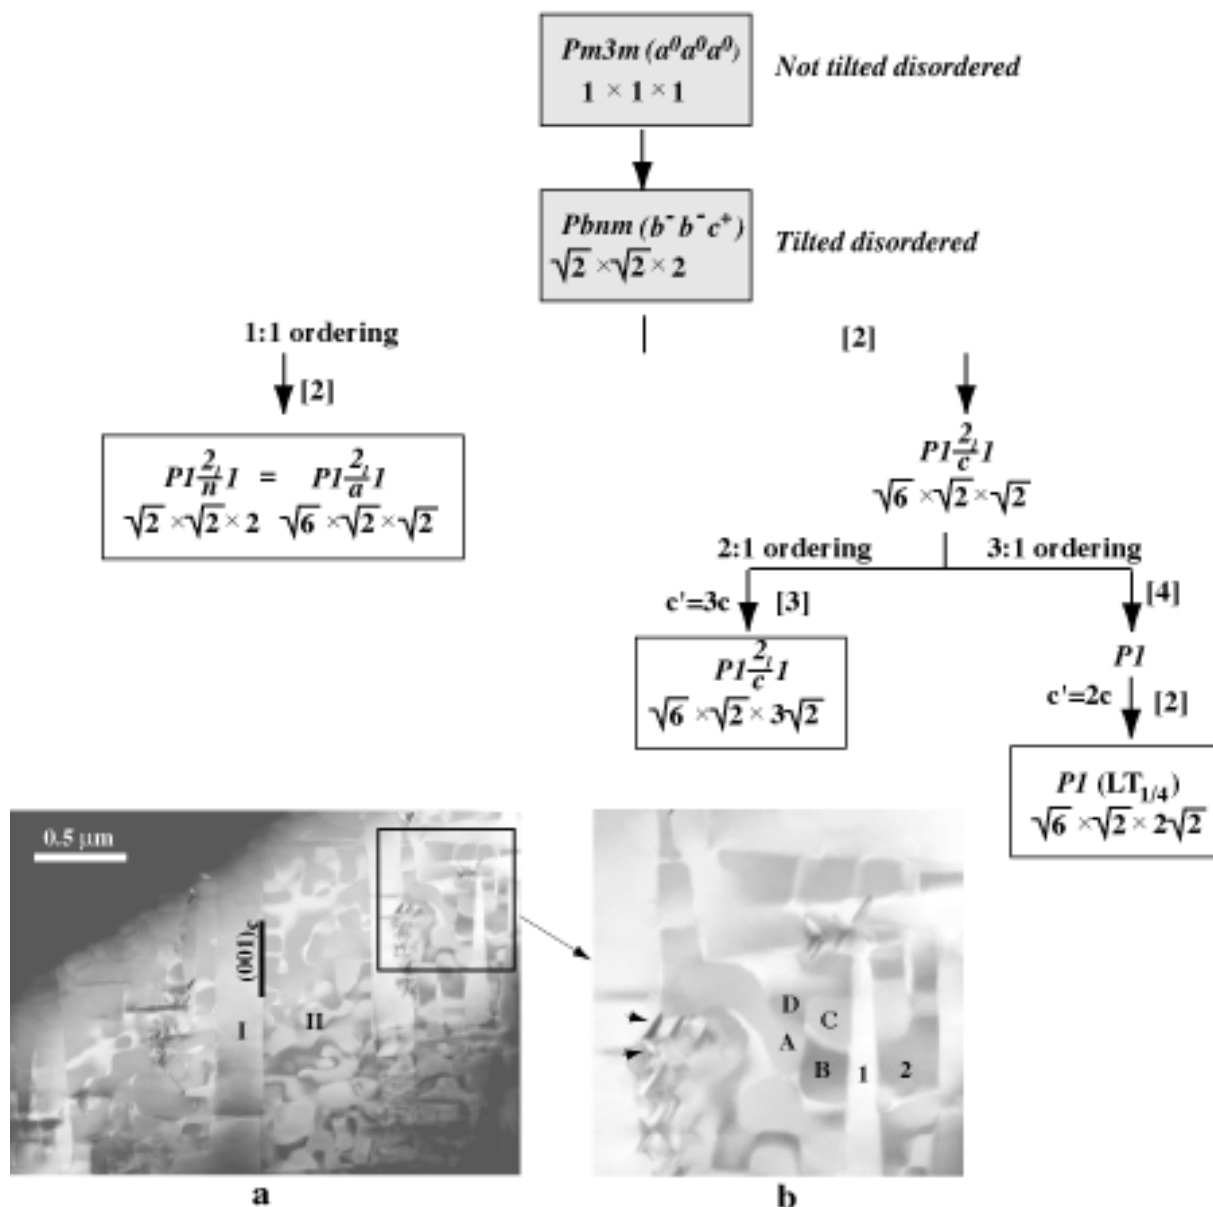 Pm3m (a⁰a⁰a⁰)
1 × 1 × 1
Not tilted disordered
Pbnm (b⁻b⁻c⁺)
√2 × √2 × 2
Tilted disordered
1:1 ordering
[2]
[2]
P1 2₁/n 1 = P1 2₁/a 1
√2 × √2 × 2 √6 × √2 × √2
P1 2₁/c 1
√6 × √2 × √2
2:1 ordering
3:1 ordering
c'=3c [3]
[4]
P1 2₁/c 1
√6 × √2 × 3√2
P1
c'=2c [2]
P1 (LT₁/₄)
√6 × √2 × 2√2
0.5 μm
(001)c
I
II
D
C
A
B
1
2
a
b